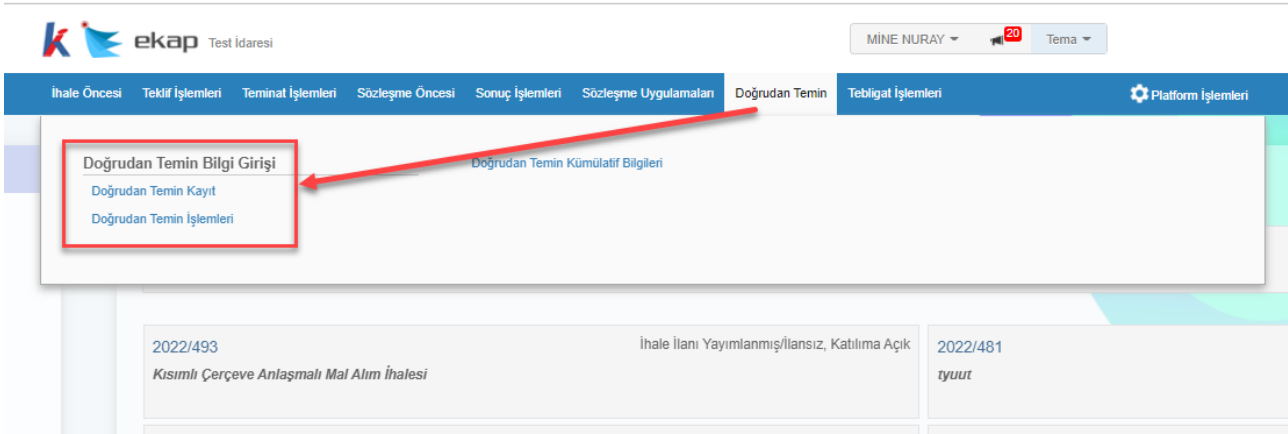 ekap Test İdaresi
MİNE NURAY 20 Tema
İhale Öncesi Teklif İşlemleri Teminat İşlemleri Sözleşme Öncesi Sonuç İşlemleri Sözleşme Uygulamaları Doğrudan Temin Tebligat İşlemleri Platform İşlemleri
Doğrudan Temin Bilgi Girişi
Doğrudan Temin Kümülatif Bilgileri
Doğrudan Temin Kayıt
Doğrudan Temin İşlemleri
2022/493 İhale İlanı Yayımlanmış/İlansız, Katılıma Açık 2022/481
Kısımlı Çerçeve Anlaşmalı Mal Alım İhalesi tyuut